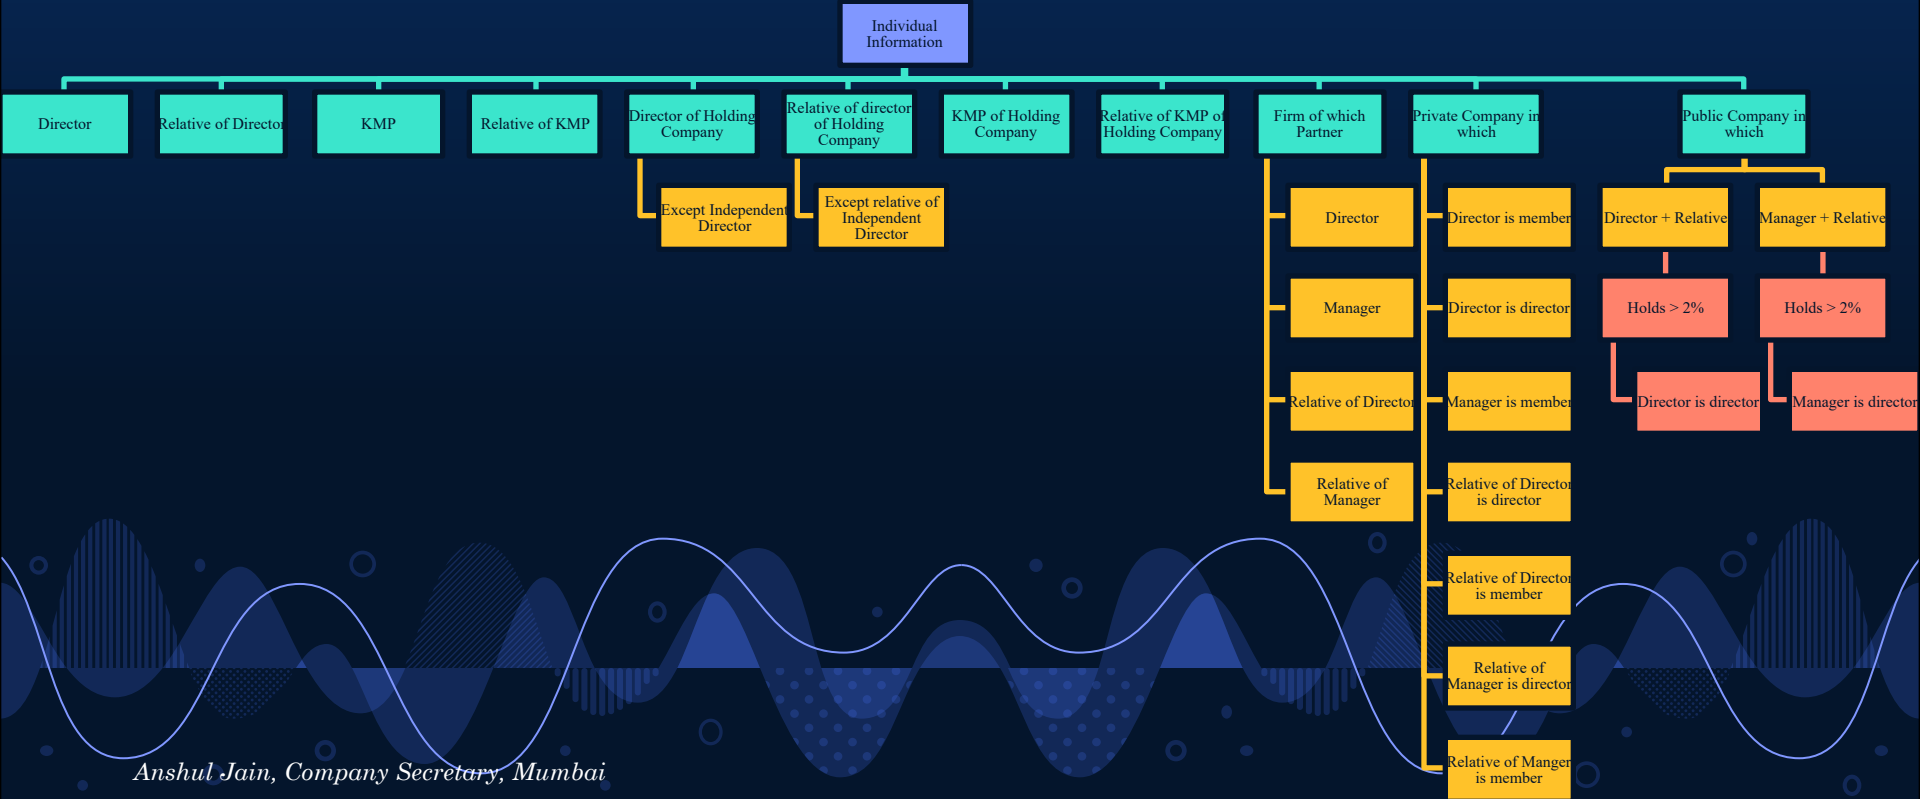 Individual
Information
Director
Relative of Director
KMP
Relative of KMP
Director of Holding
Company
Relative of director
of Holding
Company
KMP of Holding
Company
Relative of KMP of
Holding Company
Firm of which
Partner
Private Company in
which
Public Company in
which
Except Independent
Director
Except relative of
Independent
Director
Director
Manager
Relative of Director
Relative of
Manager
Director is member
Director is director
Manager is member
Relative of Director
is director
Relative of Director
is member
Relative of
Manager is director
Relative of Manger
is member
Director + Relative
Holds > 2%
Director is director
Manager + Relative
Holds > 2%
Manager is director
Anshul Jain, Company Secretary, Mumbai